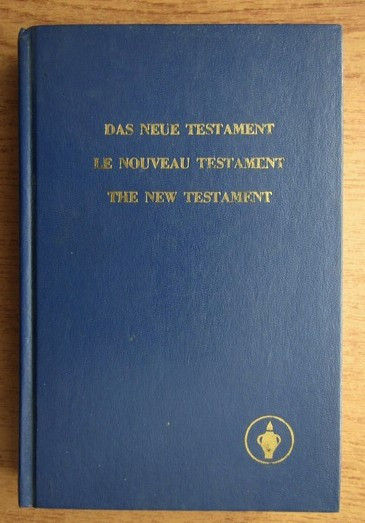 DAS NEUE TESTAMENT
LE NOUVEAU TESTAMENT
THE NEW TESTAMENT